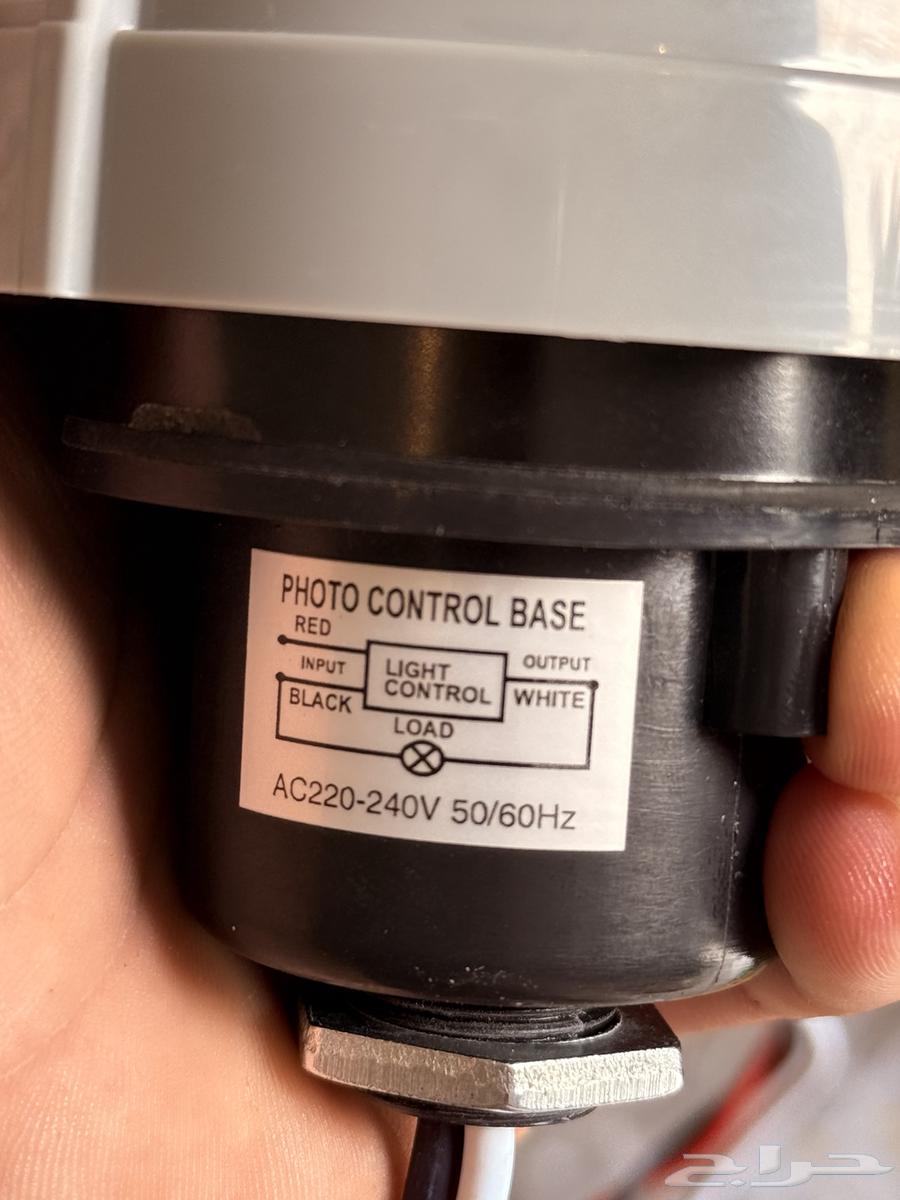 PHOTO CONTROL BASE
RED
INPUT
LIGHT CONTROL
OUTPUT
BLACK
WHITE
LOAD
AC220-240V 50/60Hz
حراج